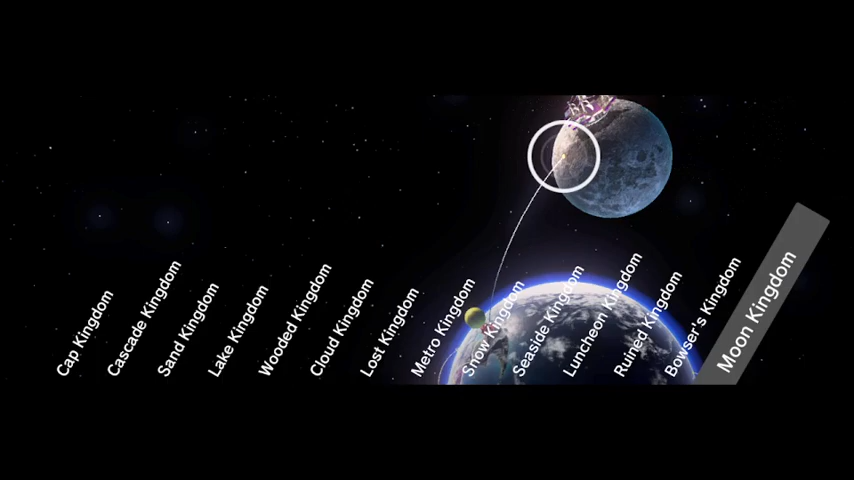 Cap Kingdom
Cascade Kingdom
Sand Kingdom
Lake Kingdom
Wooded Kingdom
Cloud Kingdom
Lost Kingdom
Metro Kingdom
Snow Kingdom
Seaside Kingdom
Luncheon Kingdom
Ruined Kingdom
Bowser's Kingdom
Moon Kingdom